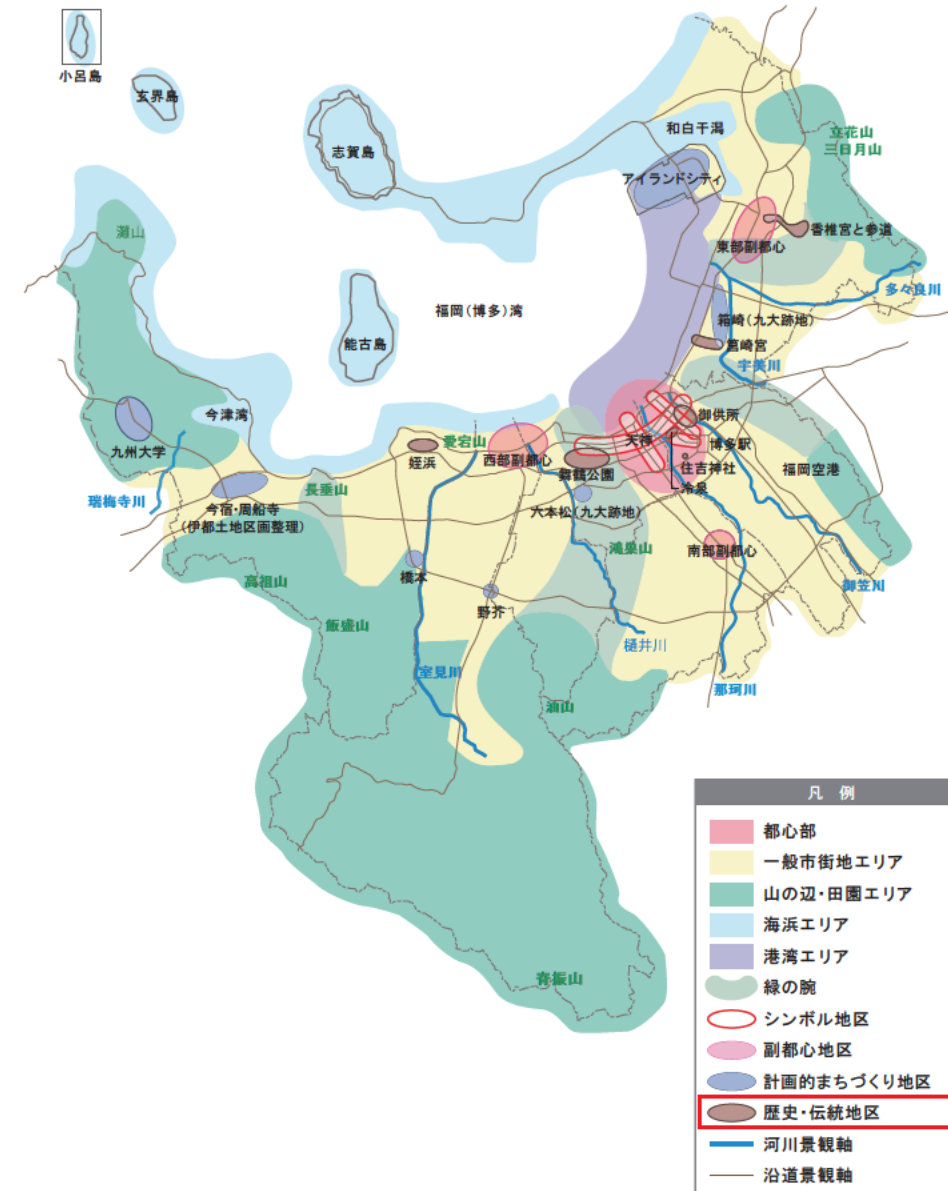 小呂島
玄界島
志賀島
和白干潟
立花山
三日月山
アイランドシティ
灘山
香椎宮と参道
東部副都心
多々良川
能古島
福岡(博多)湾
箱崎(九大跡地)
筥崎宮
宇美川
今津湾
御供所
九州大学
愛宕山
天神
博多駅
姪浜
西部副都心
舞鶴公園
住吉神社
福岡空港
冷泉
瑞梅寺川
長垂山
今宿・周船寺
(伊都土地区画整理)
六本松(九大跡地)
鴻巣山
南部副都心
高祖山
橋本
御笠川
飯盛山
野芥
樋井川
室見川
那珂川
油山
脊振山
凡 例
都心部
一般市街地エリア
山の辺・田園エリア
海浜エリア
港湾エリア
緑の腕
シンボル地区
副都心地区
計画的まちづくり地区
歴史・伝統地区
河川景観軸
沿道景観軸